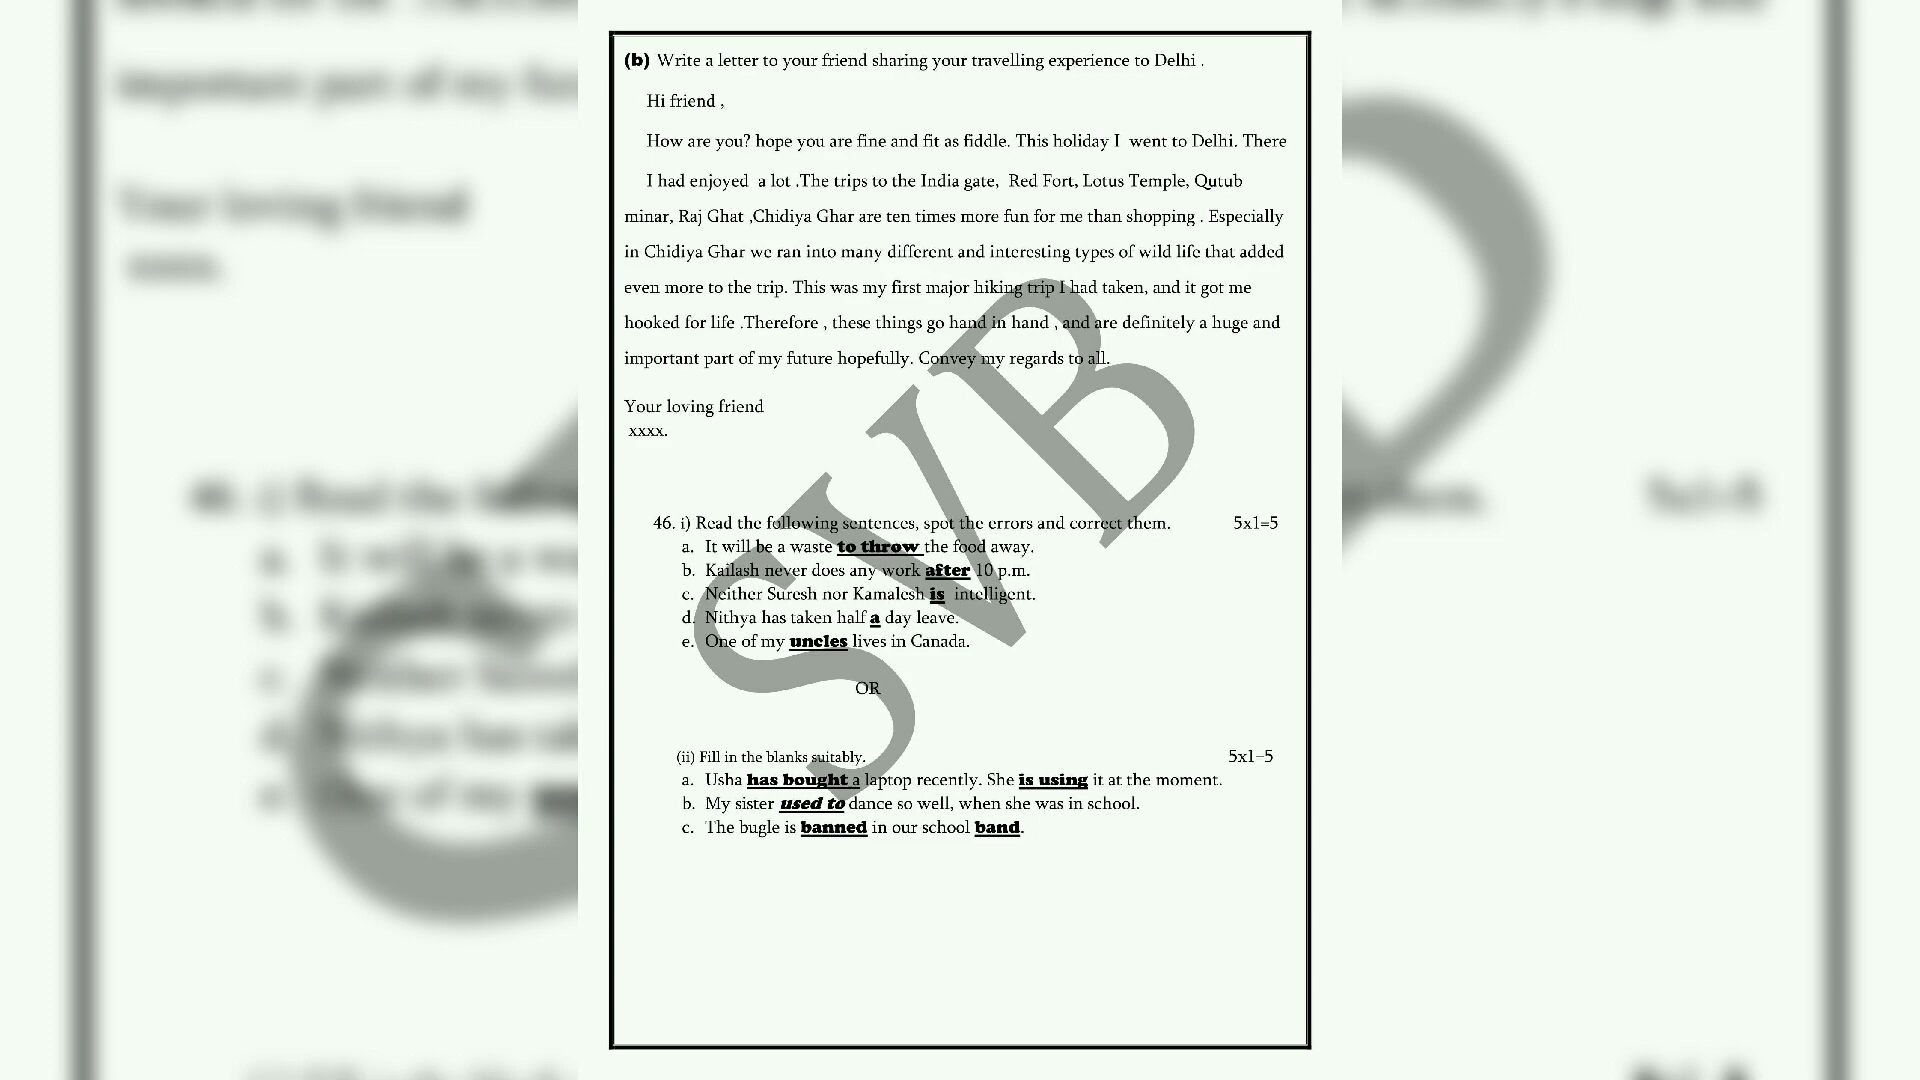 (b) Write a letter to your friend sharing your travelling experience to Delhi .
Hi friend ,
How are you? hope you are fine and fit as fiddle. This holiday I went to Delhi. There
I had enjoyed a lot .The trips to the India gate, Red Fort, Lotus Temple, Qutub
minar, Raj Ghat ,Chidiya Ghar are ten times more fun for me than shopping . Especially
in Chidiya Ghar we ran into many different and interesting types of wild life that added
even more to the trip. This was my first major hiking trip I had taken, and it got me
hooked for life .Therefore , these things go hand in hand , and are definitely a huge and
important part of my future hopefully. Convey my regards to all.
Your loving friend
xxxx.
46. i) Read the following sentences, spot the errors and correct them. 5x1=5
a. It will be a waste to throw the food away.
b. Kailash never does any work after 10 p.m.
c. Neither Suresh nor Kamalesh is intelligent.
d. Nithya has taken half a day leave.
e. One of my uncles lives in Canada.
OR
(ii) Fill in the blanks suitably. 5x1=5
a. Usha has bought a laptop recently. She is using it at the moment.
b. My sister used to dance so well, when she was in school.
c. The bugle is banned in our school band.
SVB